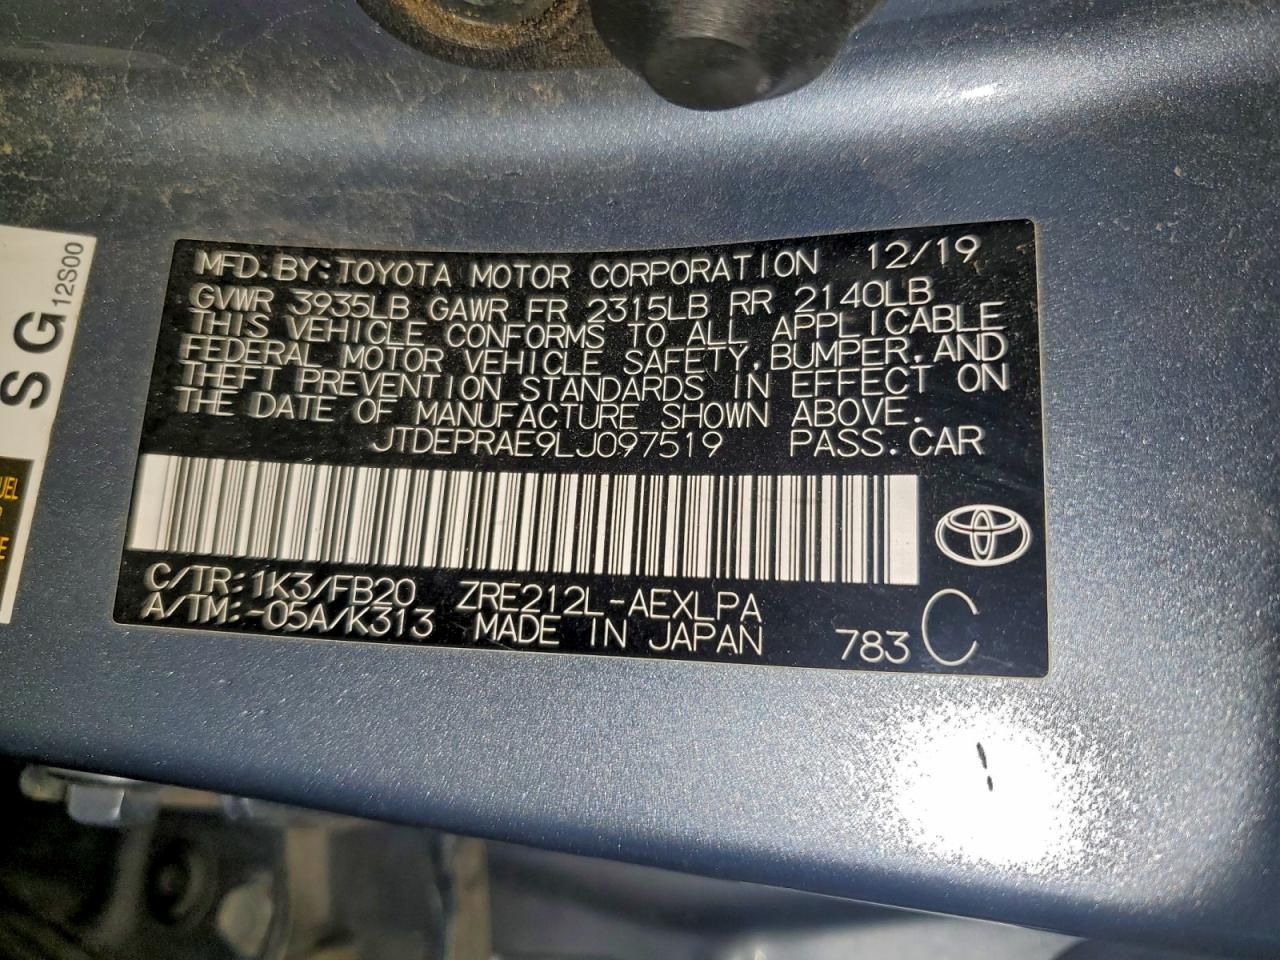 MFD.BY:TOYOTA MOTOR CORPORATION 12/19
GVWR 3935LB GAWR FR 2315LB RR 2140LB
THIS VEHICLE CONFORMS TO ALL APPLICABLE
FEDERAL MOTOR VEHICLE SAFETY,BUMPER,AND
THEFT PREVENTION STANDARDS IN EFFECT ON
THE DATE OF MANUFACTURE SHOWN ABOVE.
JTDEPRAE9LJ097519 PASS.CAR
C/TR:1K3/FB20 ZRE212L-AEXLPA
A/TM:-05A/K313 MADE IN JAPAN 783 C
SG
12S00
UEL